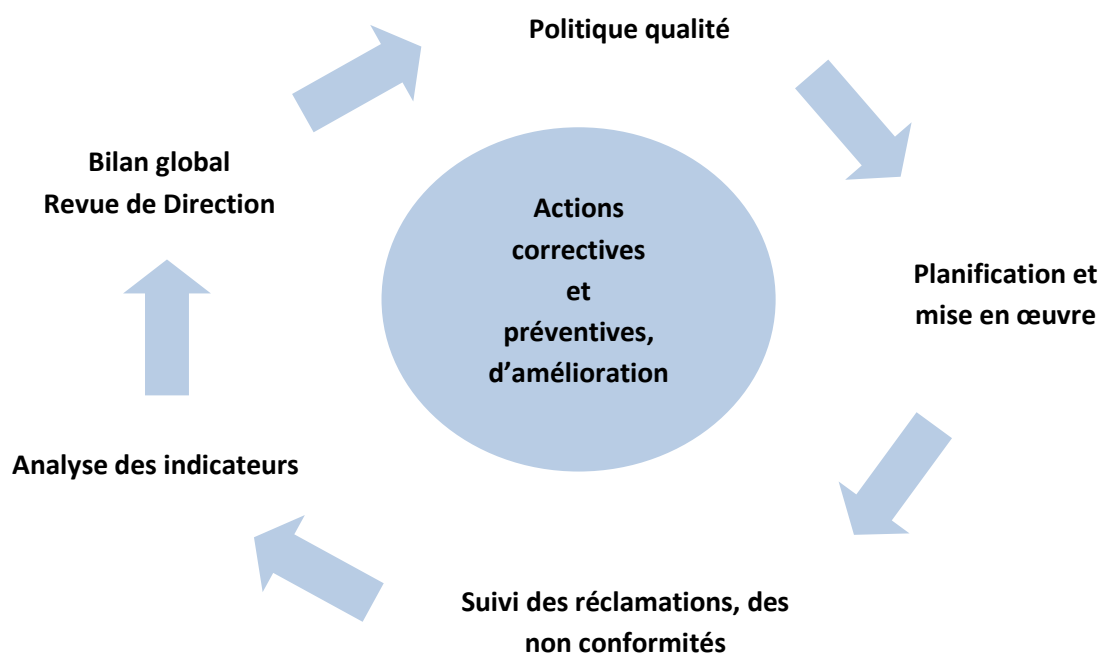 Politique qualité
Bilan global
Revue de Direction
Actions
correctives
et
préventives,
d’amélioration
Planification et
mise en œuvre
Analyse des indicateurs
Suivi des réclamations, des
non conformités